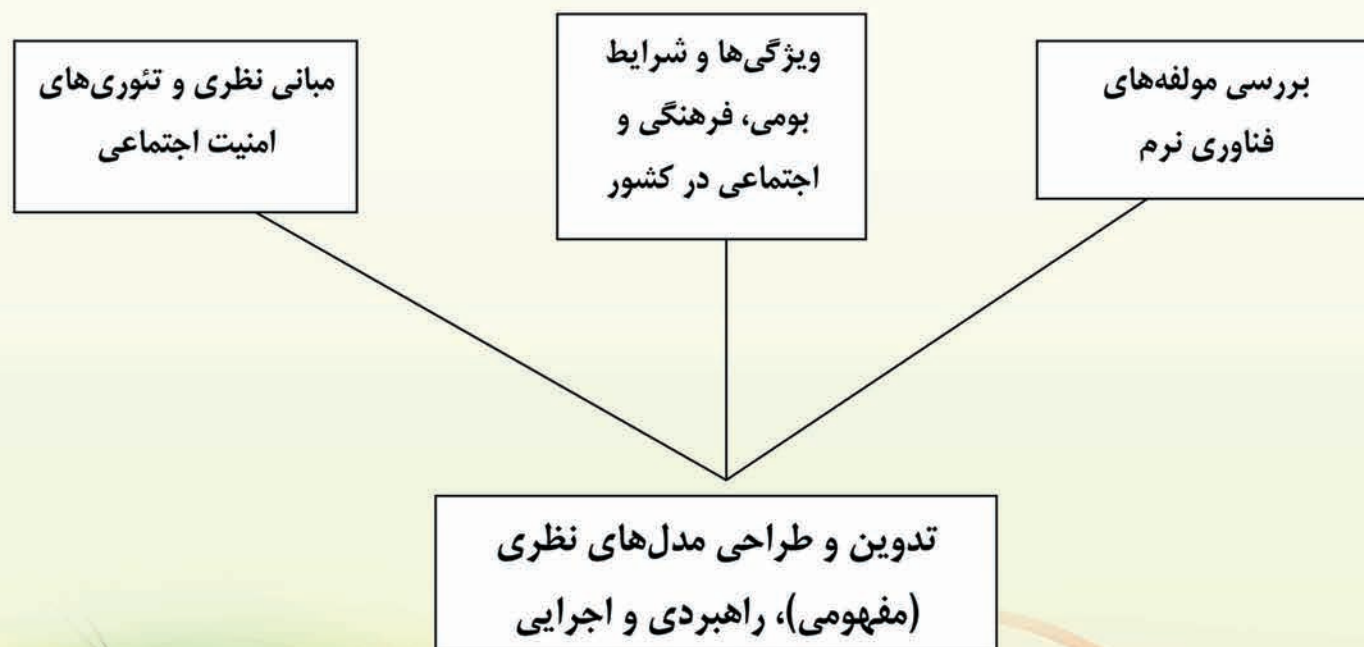 بررسی مولفه‌های
فناوری نرم
ویژگی‌ها و شرایط
بومی، فرهنگی و
اجتماعی در کشور
مبانی نظری و تئوری‌های
امنیت اجتماعی
تدوین و طراحی مدل‌های نظری
(مفهومی)، راهبردی و اجرایی